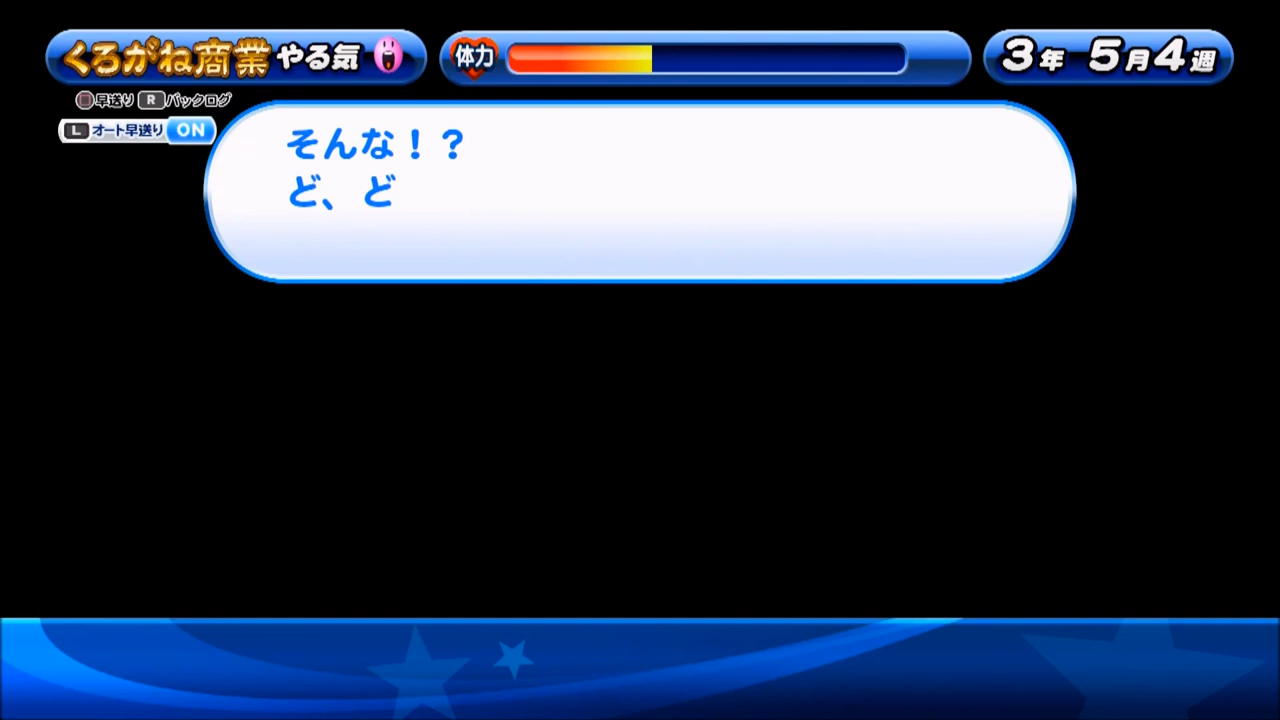 くろがね商業 やる気
体力
3年 5月4週
早送り R バックログ
L オート早送り ON
そんな！？
ど、ど